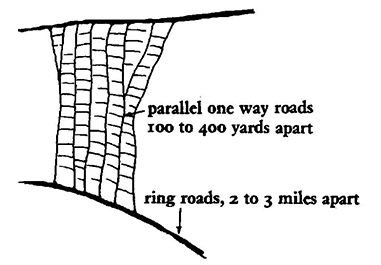 parallel one way roads
100 to 400 yards apart
ring roads, 2 to 3 miles apart